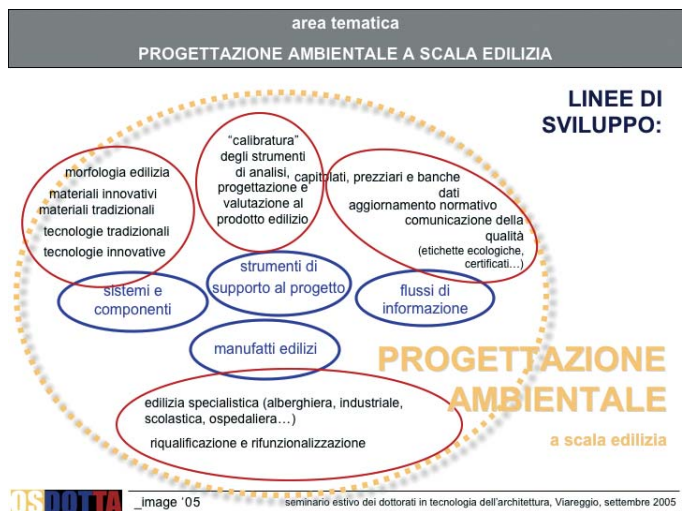 area tematica
PROGETTAZIONE AMBIENTALE A SCALA EDILIZIA
LINEE DI
SVILUPPO:
"calibratura"
degli strumenti
di analisi,
progettazione e
valutazione al
prodotto edilizio
morfologia edilizia
materiali innovativi
materiali tradizionali
tecnologie tradizionali
tecnologie innovative
capitolati, prezziari e banche
dati
aggiornamento normativo
comunicazione della
qualità
(etichette ecologiche,
certificati…)
sistemi e
componenti
strumenti di
supporto al progetto
flussi di
informazione
manufatti edilizi
PROGETTAZIONE
AMBIENTALE
a scala edilizia
edilizia specialistica (alberghiera, industriale,
scolastica, ospedaliera…)
riqualificazione e rifunzionalizzazione
OSDOTTA
_image '05
seminario estivo dei dottorati in tecnologia dell'architettura, Viareggio, settembre 2005